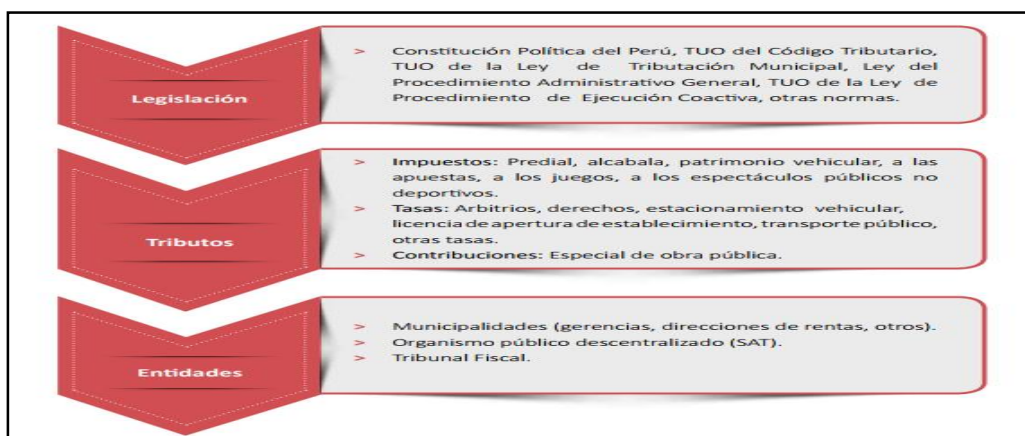 Legislación
> Constitución Política del Perú, TUO del Código Tributario,
TUO de la Ley de Tributación Municipal, Ley del
Procedimiento Administrativo General, TUO de la Ley de
Procedimiento de Ejecución Coactiva, otras normas.
Tributos
> Impuestos: Predial, alcabala, patrimonio vehicular, a las
apuestas, a los juegos, a los espectáculos públicos no
deportivos.
> Tasas: Arbitrios, derechos, estacionamiento vehicular,
licencia de apertura de establecimiento, transporte público,
otras tasas.
> Contribuciones: Especial de obra pública.
Entidades
> Municipalidades (gerencias, direcciones de rentas, otros).
> Organismo público descentralizado (SAT).
> Tribunal Fiscal.